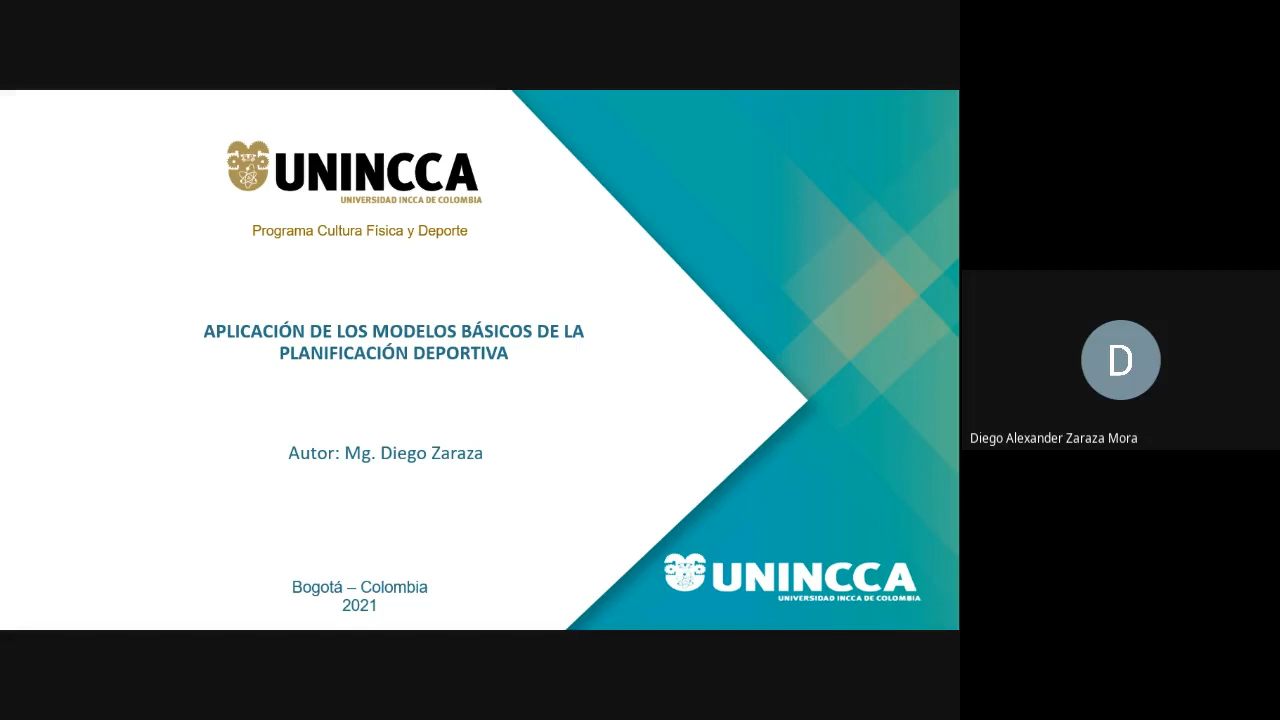 UNINCCA
UNIVERSIDAD INCCA DE COLOMBIA
Programa Cultura Física y Deporte
APLICACIÓN DE LOS MODELOS BÁSICOS DE LA
PLANIFICACIÓN DEPORTIVA
Autor: Mg. Diego Zaraza
Bogotá – Colombia
2021
UNINCCA
UNIVERSIDAD INCCA DE COLOMBIA
D
Diego Alexander Zaraza Mora